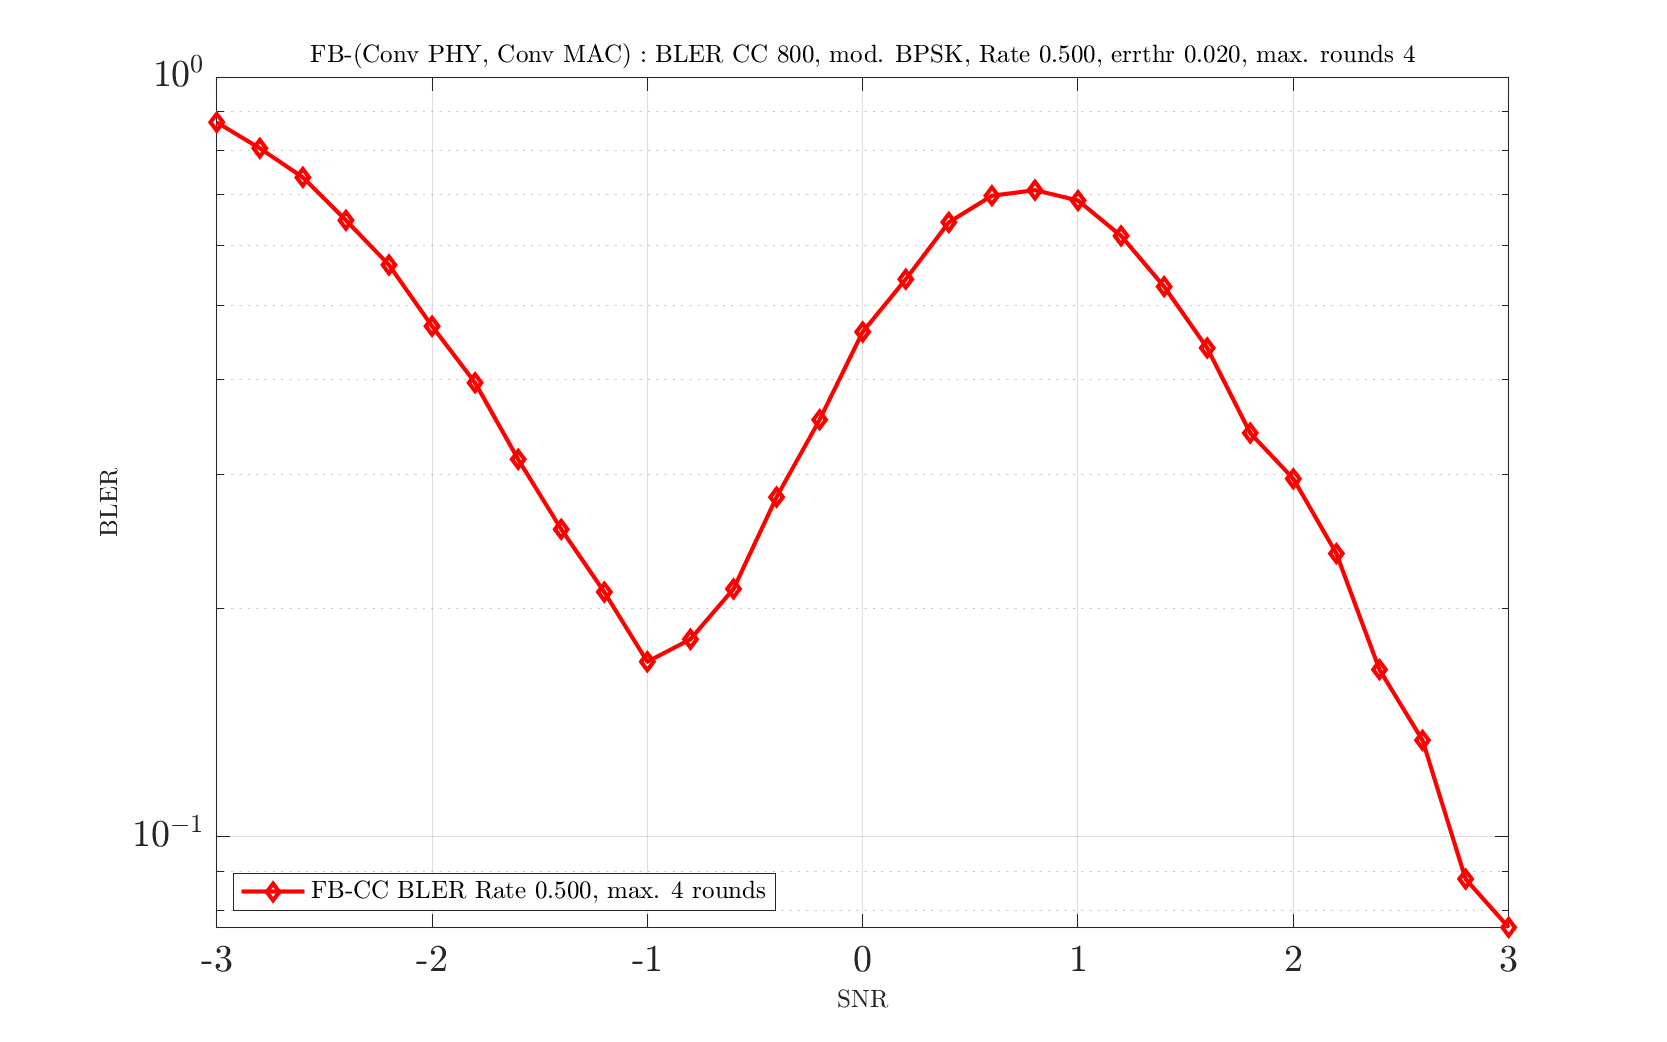 FB-(Conv PHY, Conv MAC) : BLER CC 800, mod. BPSK, Rate 0.500, errthr 0.020, max. rounds 4
10⁰
BLER
10⁻¹
FB-CC BLER Rate 0.500, max. 4 rounds
-3 -2 -1 0 1 2 3
SNR